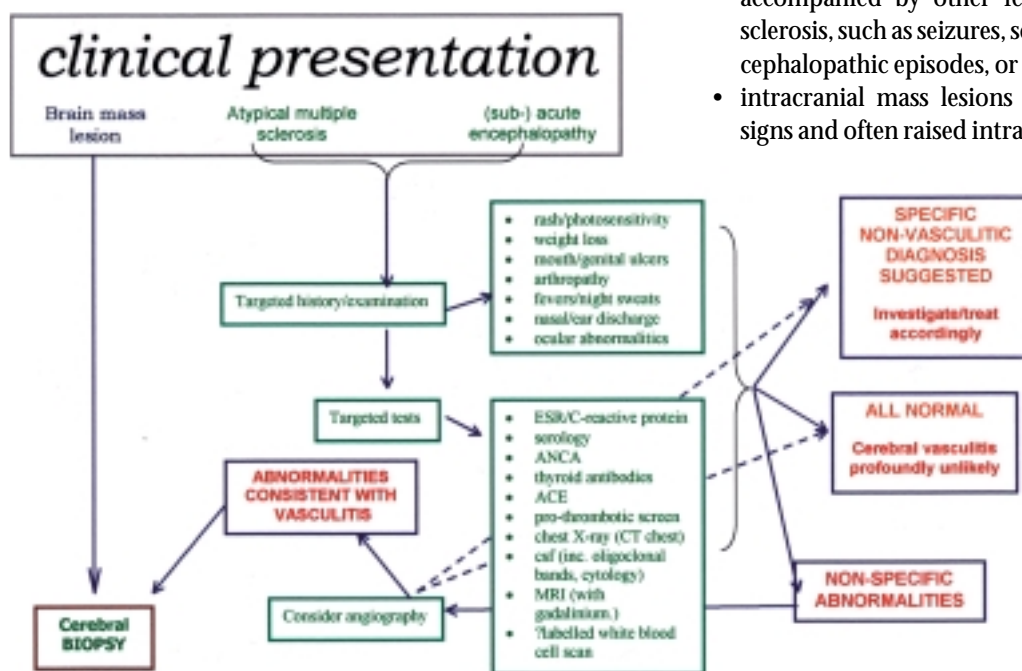 accompanied by other
sclerosis, such as seizures,
cephalopathic episodes, or
• intracranial mass lesions
signs and often raised
clinical presentation
Brain mass
lesion
Atypical multiple
sclerosis
(sub-) acute
encephalopathy
Targeted history/examination
• rash/photosensitivity
• weight loss
• mouth/genital ulcers
• arthropathy
• fevers/night sweats
• nasal/ear discharge
• ocular abnormalities
SPECIFIC
NON-VASCULITIC
DIAGNOSIS
SUGGESTED
Investigate/treat
accordingly
Targeted tests
• ESR/C-reactive protein
• serology
• ANCA
• thyroid antibodies
• ACE
• pro-thrombotic screen
• chest X-ray (CT chest)
• csf (inc. oligoclonal
bands, cytology)
• MRI (with
gadalinium.)
• ?labelled white blood
cell scan
ALL NORMAL
Cerebral vasculitis
profoundly unlikely
ABNORMALITIES
CONSISTENT WITH
VASCULITIS
NON-SPECIFIC
ABNORMALITIES
Consider angiography
Cerebral
BIOPSY